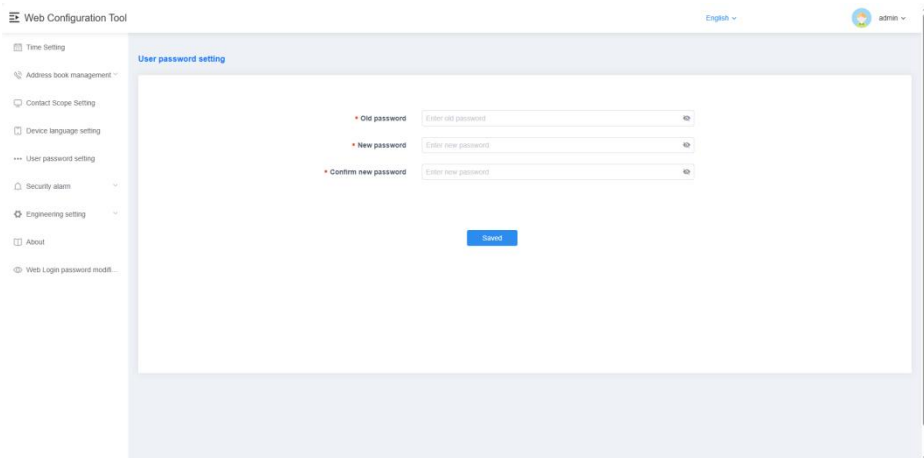 Web Configuration Tool
English
admin
Time Setting
Address book management
Contact Scope Setting
Device language setting
User password setting
Security alarm
Engineering setting
About
Web Login password modifi...
User password setting
* Old password
Enter old password
* New password
Enter new password
* Confirm new password
Enter new password
Saved